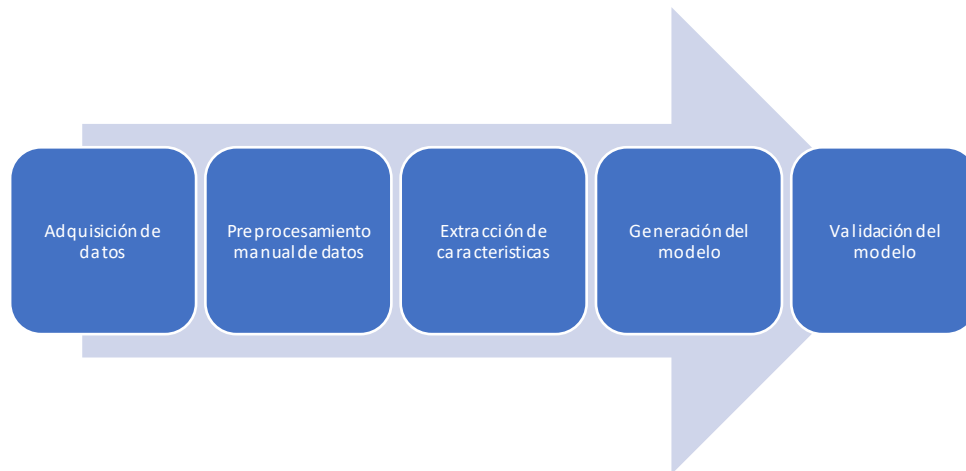 Adquisición de
datos
Preprocesamiento
manual de datos
Extracción de
caracteristicas
Generación del
modelo
Validación del
modelo